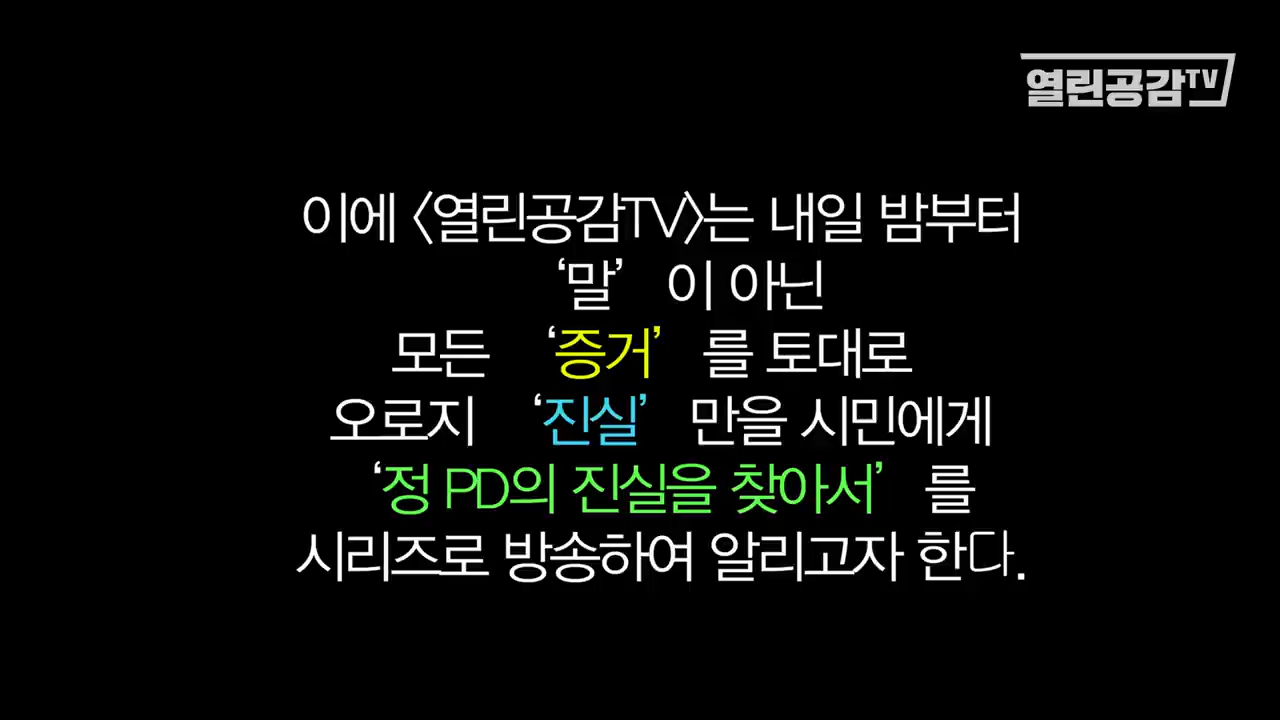 열린공감TV
이에 <열린공감TV>는 내일 밤부터
‘말’ 이 아닌
모든 ‘증거’ 를 토대로
오로지 ‘진실’ 만을 시민에게
‘정 PD의 진실을 찾아서’ 를
시리즈로 방송하여 알리고자 한다.